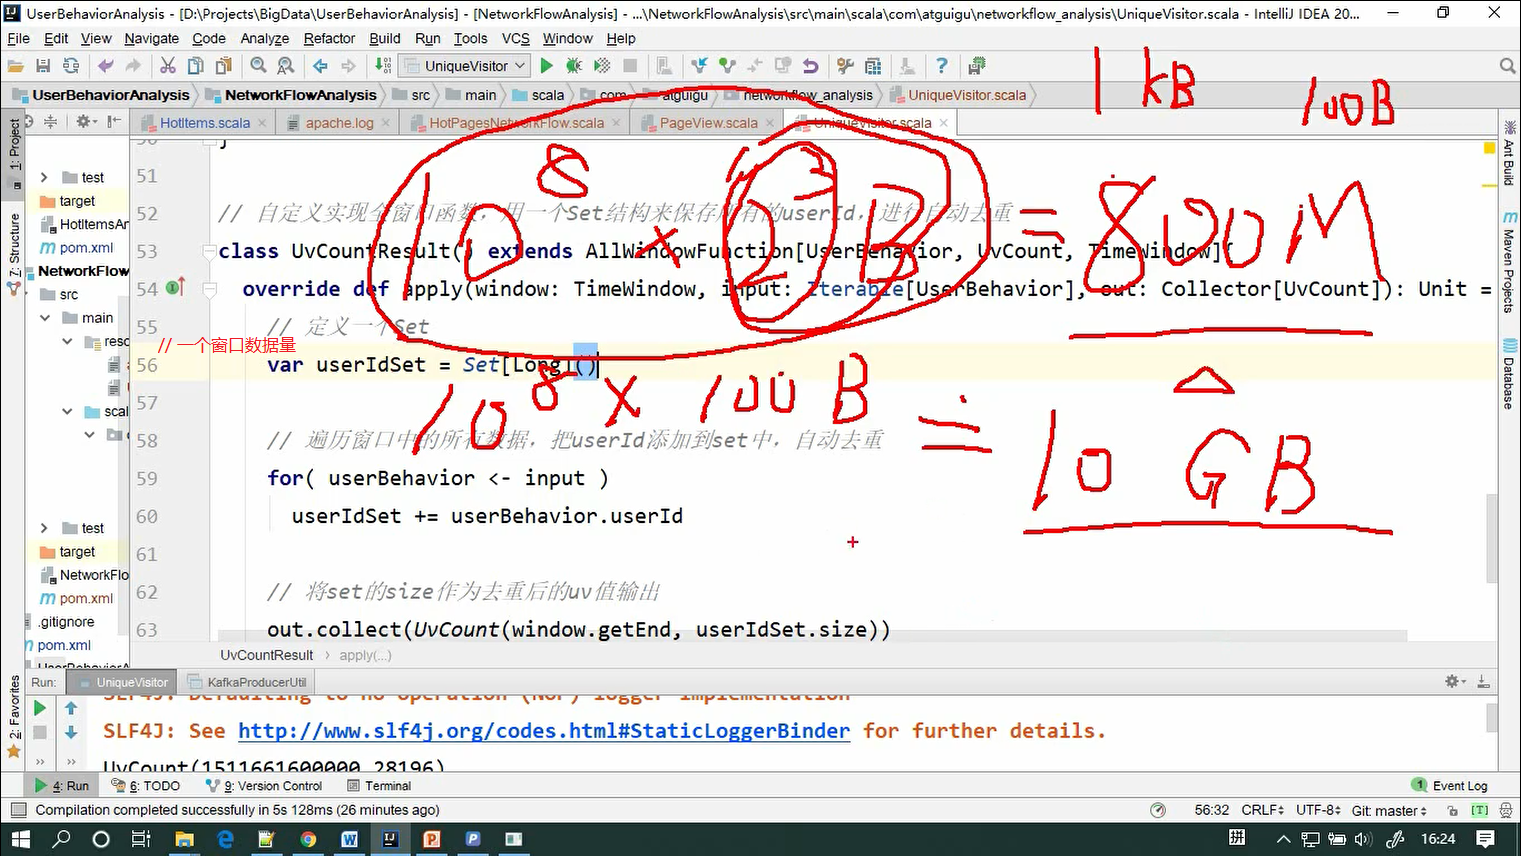 UserBehaviorAnalysis - [D:\Projects\BigData\UserBehaviorAnalysis] - [NetworkFlowAnalysis] - ...\NetworkFlowAnalysis\src\main\scala\com\atguigu\networkflow_analysis\UniqueVisitor.scala - IntelliJ IDEA 20...
File Edit View Navigate Code Analyze Refactor Build Run Tools VCS Window Help
UniqueVisitor
1 kB
100B
UserBehaviorAnalysis NetworkFlowAnalysis src main scala com atguigu networkflow_analysis UniqueVisitor.scala
HotItems.scala apache.log HotPagesNetworkFlow.scala PageView.scala UniqueVisitor.scala
1: Project
7: Structure
2: Favorites
Ant Build
Maven Projects
Database
test
target
HotItemsAn
pom.xml
NetworkFlo
src
main
reso
scal
test
target
NetworkFlo
pom.xml
.gitignore
pom.xml
10^8 x 2^3 B = 800M
51
52 // 自定义实现全窗口函数，用一个Set结构来保存所有的userId，进行自动去重
53 class UvCountResult() extends AllWindowFunction[UserBehavior, UvCount, TimeWindow]{
54 override def apply(window: TimeWindow, input: Iterable[UserBehavior], out: Collector[UvCount]): Unit =
55 // 定义一个Set
// 一个窗口数据量
56 var userIdSet = Set[Long]()
57
10^8 x 100B = 10 GB
58 // 遍历窗口中的所有数据，把userId添加到set中，自动去重
59 for( userBehavior <- input )
60 userIdSet += userBehavior.userId
61
62 // 将set的size作为去重后的uv值输出
63 out.collect(UvCount(window.getEnd, userIdSet.size))
UvCountResult apply(...)
Run: UniqueVisitor KafkaProducerUtil
SLF4J: Defaulting to no-operation (NOP) logger implementation
SLF4J: See http://www.slf4j.org/codes.html#StaticLoggerBinder for further details.
UvCount(1511661600000,28196)
4: Run 6: TODO 9: Version Control Terminal 1 Event Log
Compilation completed successfully in 5s 128ms (26 minutes ago) 56:32 CRLF UTF-8 Git: master [T]
拼 16:24